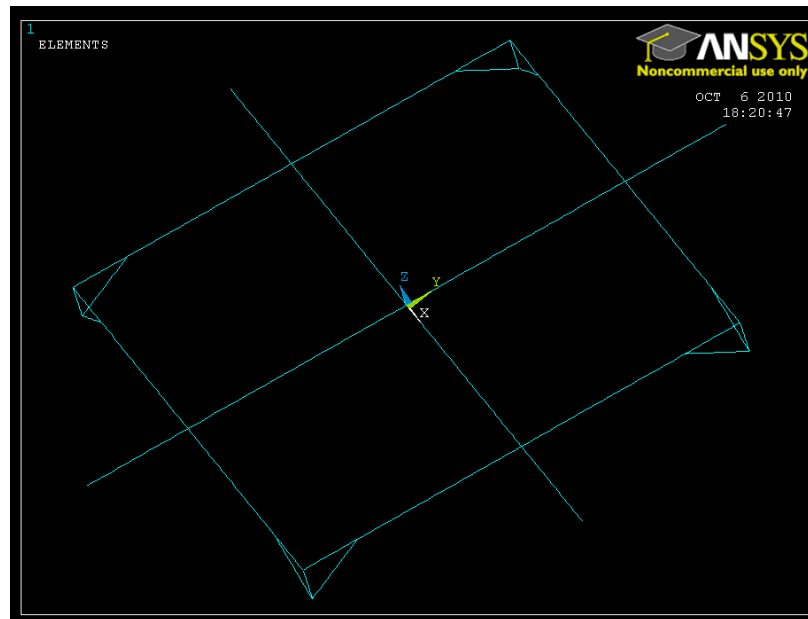 1
ELEMENTS
ANSYS
Noncommercial use only
OCT 6 2010
18:20:47
Z
Y
X